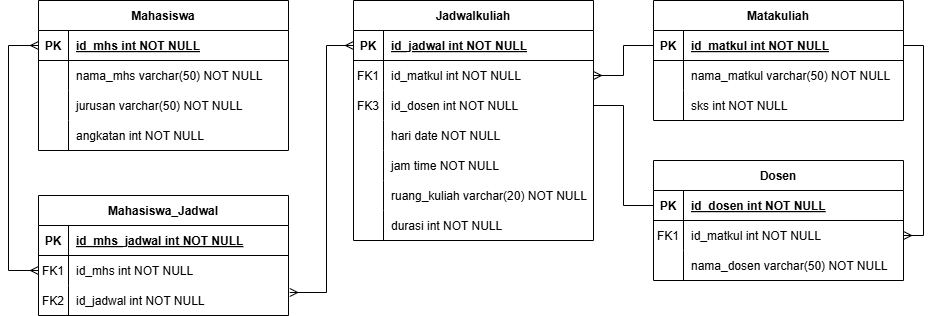 Mahasiswa
PK id_mhs int NOT NULL
nama_mhs varchar(50) NOT NULL
jurusan varchar(50) NOT NULL
angkatan int NOT NULL
Mahasiswa_Jadwal
PK id_mhs_jadwal int NOT NULL
FK1 id_mhs int NOT NULL
FK2 id_jadwal int NOT NULL
Jadwalkuliah
PK id_jadwal int NOT NULL
FK1 id_matkul int NOT NULL
FK3 id_dosen int NOT NULL
hari date NOT NULL
jam time NOT NULL
ruang_kuliah varchar(20) NOT NULL
durasi int NOT NULL
Matakuliah
PK id_matkul int NOT NULL
nama_matkul varchar(50) NOT NULL
sks int NOT NULL
Dosen
PK id_dosen int NOT NULL
FK1 id_matkul int NOT NULL
nama_dosen varchar(50) NOT NULL